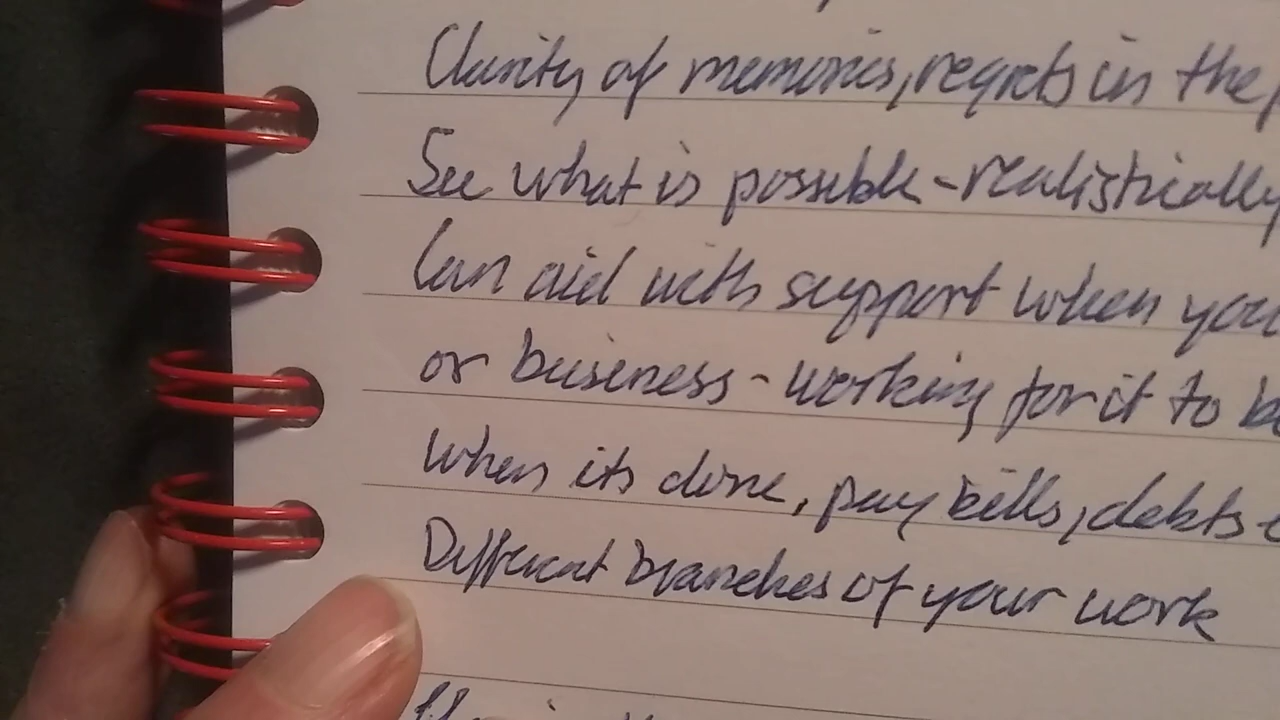 Clarity of memories, regrets in the
See what is possible - realistically
Can aid with support when you
or business - working for it to
when its done, pay bills, debts
Different branches of your work